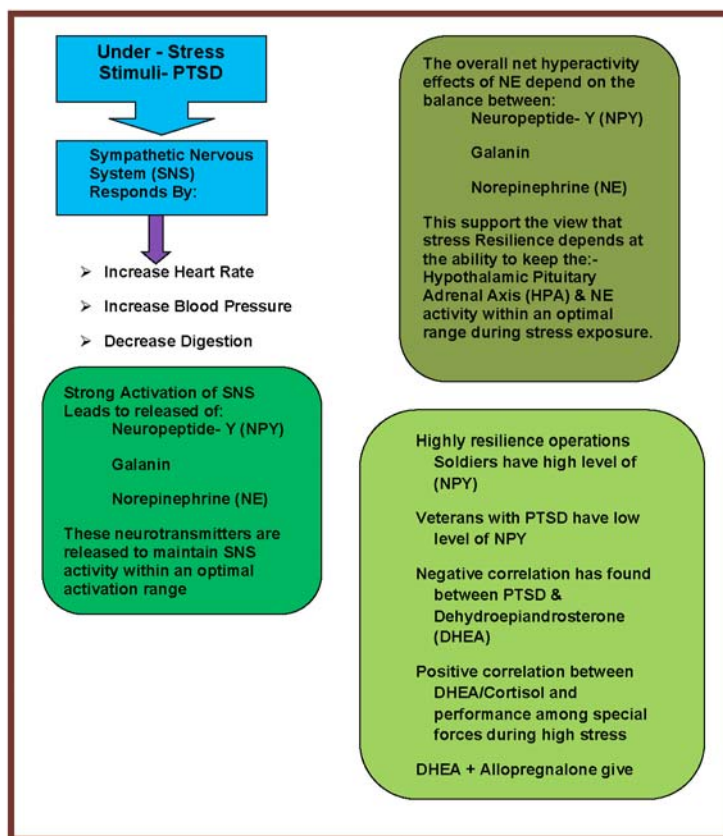 Under - Stress
Stimuli- PTSD
Sympathetic Nervous
System (SNS)
Responds By:
Increase Heart Rate
Increase Blood Pressure
Decrease Digestion
Strong Activation of SNS
Leads to released of:
Neuropeptide- Y (NPY)
Galanin
Norepinephrine (NE)
These neurotransmitters are
released to maintain SNS
activity within an optimal
activation range
The overall net hyperactivity
effects of NE depend on the
balance between:
Neuropeptide- Y (NPY)
Galanin
Norepinephrine (NE)
This support the view that
stress Resilience depends at
the ability to keep the:-
Hypothalamic Pituitary
Adrenal Axis (HPA) & NE
activity within an optimal
range during stress exposure.
Highly resilience operations
Soldiers have high level of
(NPY)
Veterans with PTSD have low
level of NPY
Negative correlation has found
between PTSD &
Dehydroepiandrosterone
(DHEA)
Positive correlation between
DHEA/Cortisol and
performance among special
forces during high stress
DHEA + Allopregnalone give